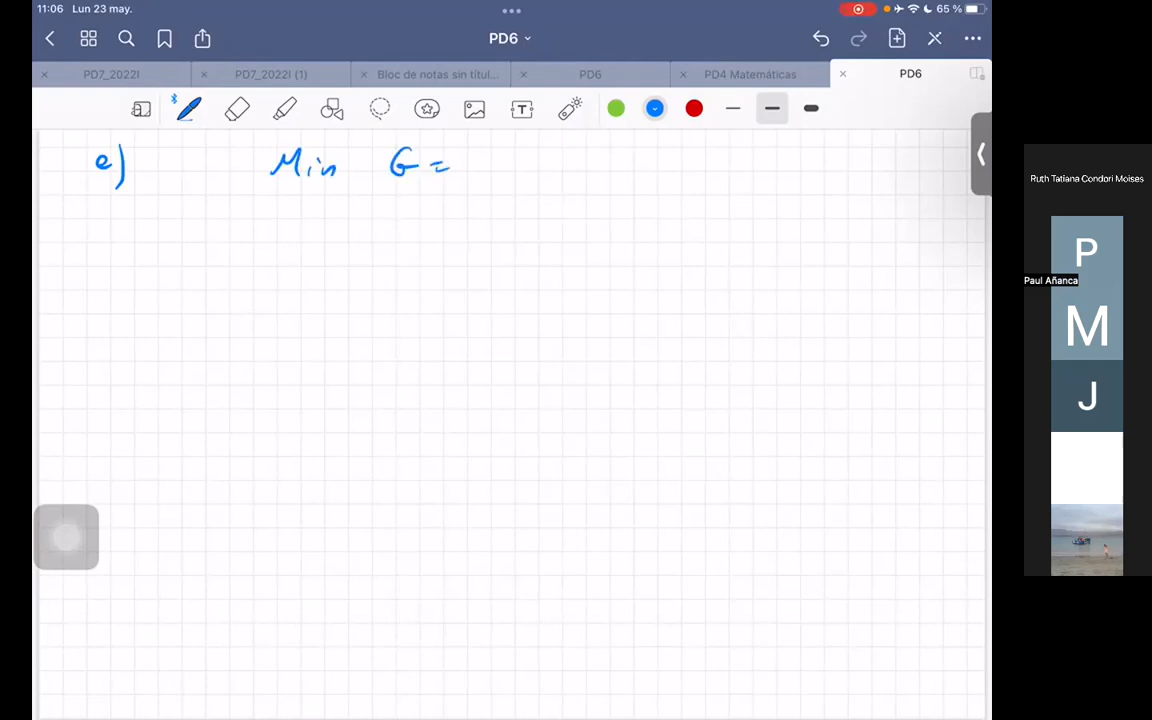 11:06 Lun 23 may.
65 %
PD6
PD7_2022I
PD7_2022I (1)
Bloc de notas sin títul...
PD6
PD4 Matemáticas
PD6
e) Min G =
Ruth Tatiana Condori Moises
P
Paul Añanca
M
J